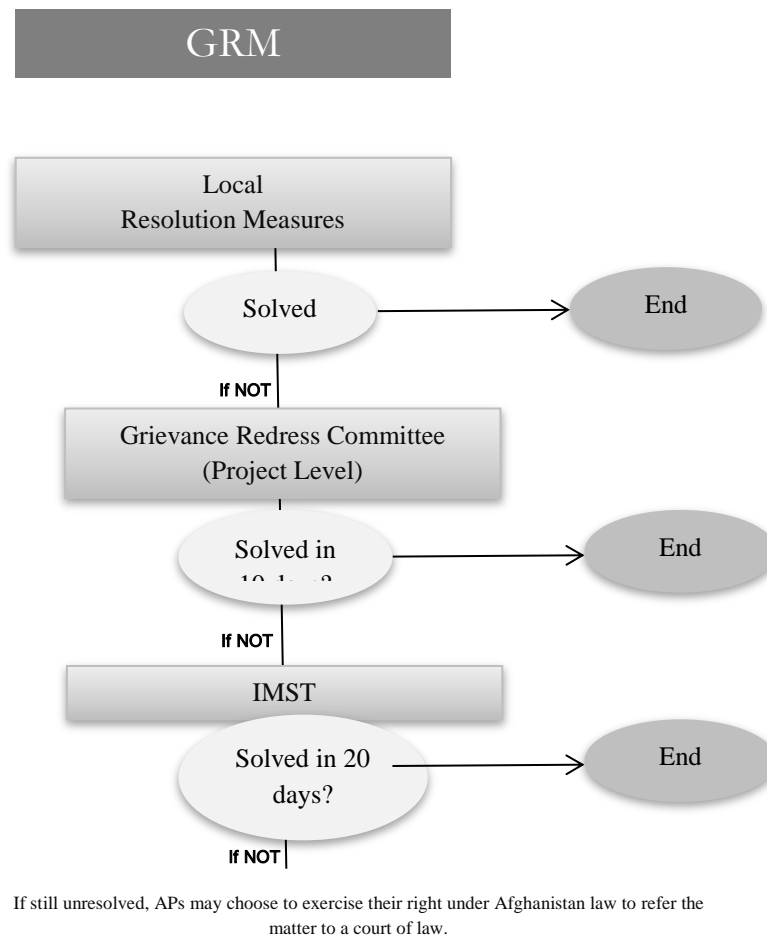 GRM
Local
Resolution Measures
Solved
End
If NOT
Grievance Redress Committee
(Project Level)
Solved in
10 days?
End
If NOT
IMST
Solved in 20
days?
End
If NOT
If still unresolved, APs may choose to exercise their right under Afghanistan law to refer the
matter to a court of law.